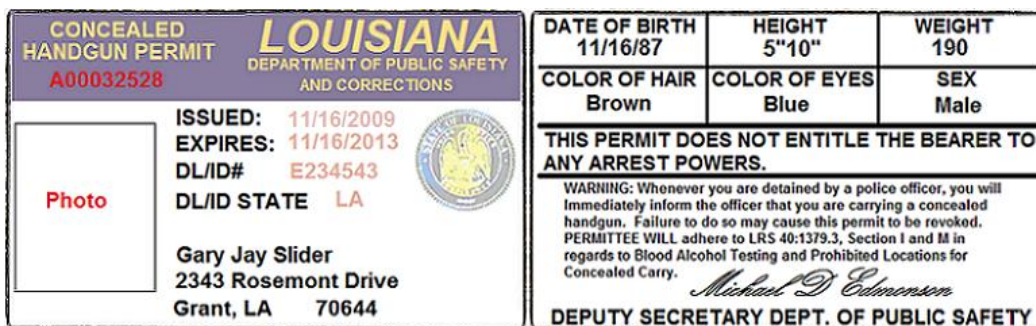 CONCEALED
HANDGUN PERMIT
A00032528
LOUISIANA
DEPARTMENT OF PUBLIC SAFETY
AND CORRECTIONS
Photo
ISSUED: 11/16/2009
EXPIRES: 11/16/2013
DL/ID# E234543
DL/ID STATE LA
Gary Jay Slider
2343 Rosemont Drive
Grant, LA 70644
DATE OF BIRTH
11/16/87
HEIGHT
5"10"
WEIGHT
190
COLOR OF HAIR
Brown
COLOR OF EYES
Blue
SEX
Male
THIS PERMIT DOES NOT ENTITLE THE BEARER TO
ANY ARREST POWERS.
WARNING: Whenever you are detained by a police officer, you will
Immediately inform the officer that you are carrying a concealed
handgun. Failure to do so may cause this permit to be revoked.
PERMITTEE WILL adhere to LRS 40:1379.3, Section I and M in
regards to Blood Alcohol Testing and Prohibited Locations for
Concealed Carry.
Michael D Edmonson
DEPUTY SECRETARY DEPT. OF PUBLIC SAFETY